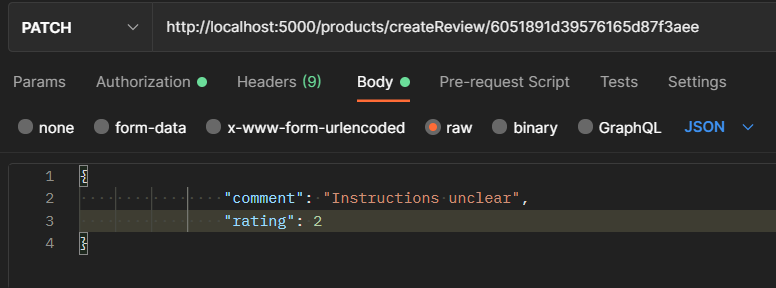 PATCH http://localhost:5000/products/createReview/6051891d39576165d87f3aee
Params Authorization Headers (9) Body Pre-request Script Tests Settings
none form-data x-www-form-urlencoded raw binary GraphQL JSON
1 {
2 "comment": "Instructions unclear",
3 "rating": 2
4 }